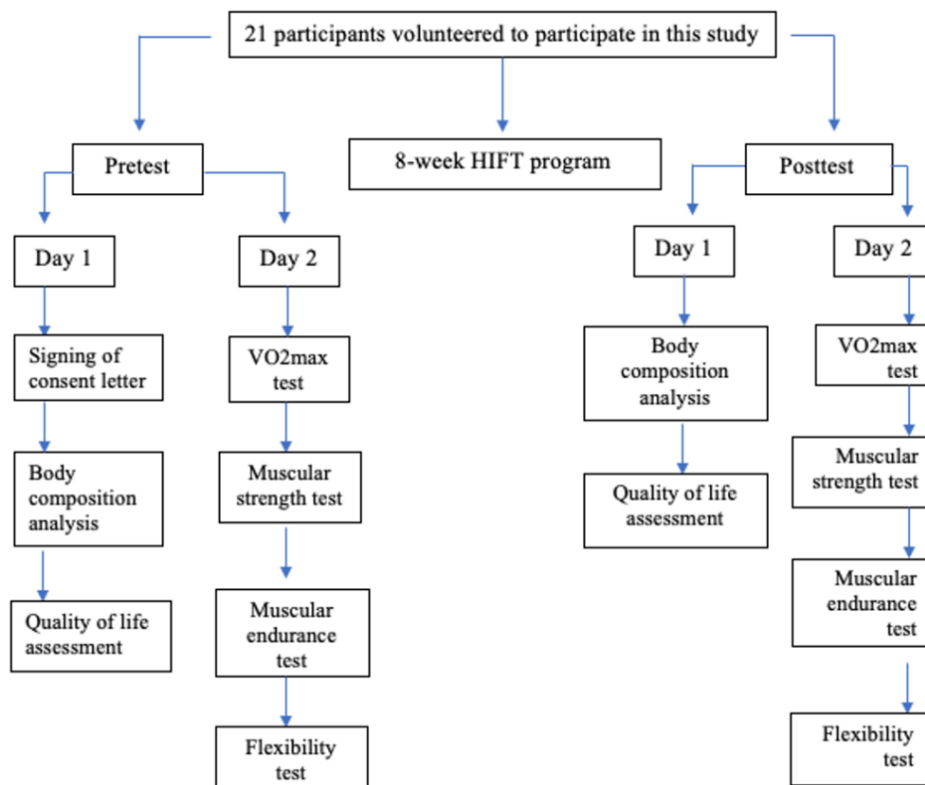 21 participants volunteered to participate in this study
Pretest
8-week HIFT program
Posttest
Day 1
Day 2
Day 1
Day 2
Signing of
consent letter
Body
composition
analysis
Quality of life
assessment
VO2max
test
Muscular
strength test
Muscular
endurance
test
Flexibility
test
Body
composition
analysis
Quality of life
assessment
VO2max
test
Muscular
strength test
Muscular
endurance
test
Flexibility
test